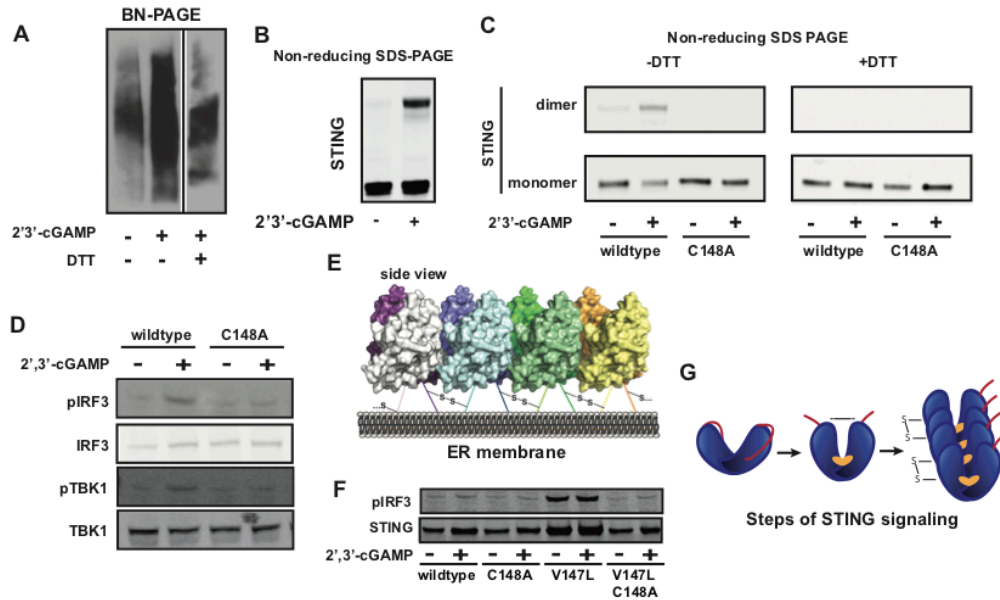 A
BN-PAGE
2'3'-cGAMP - + +
DTT - - +
B
Non-reducing SDS-PAGE
STING
2'3'-cGAMP - +
C
Non-reducing SDS PAGE
-DTT +DTT
STING
dimer
monomer
2'3'-cGAMP - + - + - + - +
wildtype C148A wildtype C148A
D
wildtype C148A
2',3'-cGAMP - + - +
pIRF3
IRF3
pTBK1
TBK1
E
side view
...s s s s s s s
ER membrane
F
pIRF3
STING
2',3'-cGAMP - + - + - + - +
wildtype C148A V147L V147L
C148A
G
S
S
S
S
Steps of STING signaling